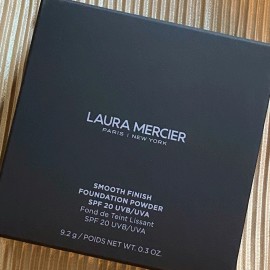 LAURA MERCIER
PARIS | NEW YORK
SMOOTH FINISH
FOUNDATION POWDER
SPF 20 UVB/UVA
Fond de Teint Lissant
SPF 20 UVB/UVA
9.2 g / POIDS NET WT. 0.3 OZ.